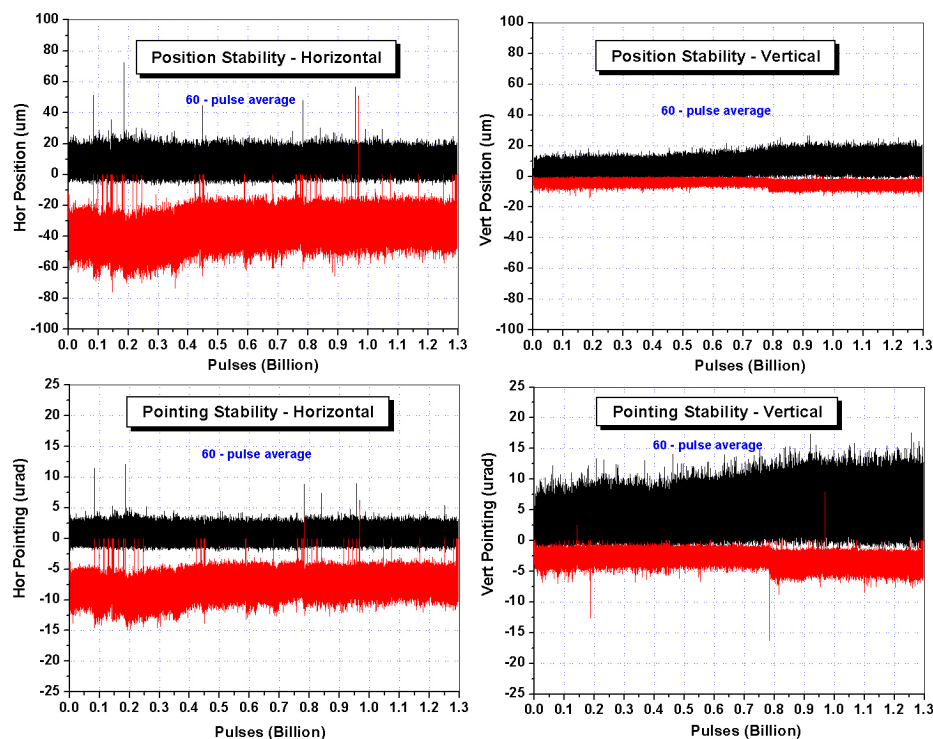 Position Stability - Horizontal
60 - pulse average
Hor Position (um)
100
80
60
40
20
0
-20
-40
-60
-80
-100
0.0 0.1 0.2 0.3 0.4 0.5 0.6 0.7 0.8 0.9 1.0 1.1 1.2 1.3
Pulses (Billion)
Position Stability - Vertical
60 - pulse average
Vert Position (um)
100
80
60
40
20
0
-20
-40
-60
-80
-100
0.0 0.1 0.2 0.3 0.4 0.5 0.6 0.7 0.8 0.9 1.0 1.1 1.2 1.3
Pulses (Billion)
Pointing Stability - Horizontal
60 - pulse average
Hor Pointing (urad)
25
20
15
10
5
0
-5
-10
-15
-20
-25
0.0 0.1 0.2 0.3 0.4 0.5 0.6 0.7 0.8 0.9 1.0 1.1 1.2 1.3
Pulses (Billion)
Pointing Stability - Vertical
60 - pulse average
Vert Pointing (urad)
25
20
15
10
5
0
-5
-10
-15
-20
-25
0.0 0.1 0.2 0.3 0.4 0.5 0.6 0.7 0.8 0.9 1.0 1.1 1.2 1.3
Pulses (Billion)